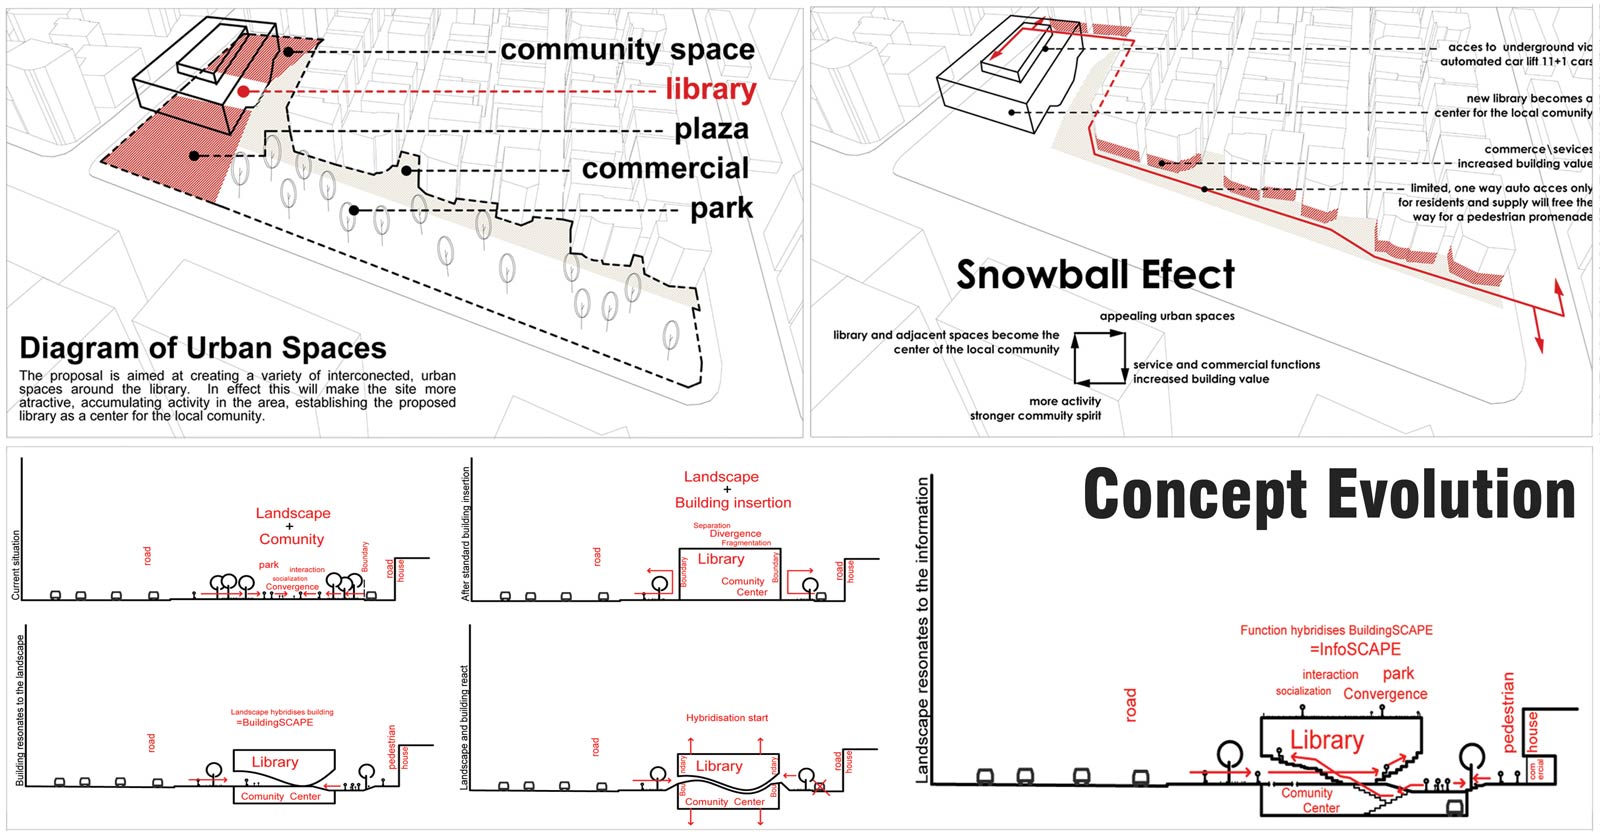 community space
library
plaza
commercial
park
Diagram of Urban Spaces
The proposal is aimed at creating a variety of interconnected, urban
spaces around the library. In effect this will make the site more
atractive, accumulating activity in the area, establishing the proposed
library as a center for the local comunity.
acces to underground via
automated car lift 11+1 cars
new library becomes a
center for the local comunity
commerce\sevices
increased building value
limited, one way auto acces only
for residents and supply will free the
way for a pedestrian promenade
Snowball Efect
appealing urban spaces
library and adjacent spaces become the
center of the local community
service and commercial functions
increased building value
more activity
stronger commuity spirit
Current situation
road
Landscape
+
Comunity
park
interaction
socialization
Convergence
Boundary
road
house
After standard building insertion
road
Landscape
+
Building insertion
Separation
Divergence
Fragmentation
Boundary
Library
Comunity
Center
Boundary
road
house
Building resonates to the landscape
road
Landscape hybridises building
=BuildingSCAPE
Library
Comunity Center
pedestrian
house
Landscape and building react
road
Hybridisation start
ndary
Library
ndary
Bou
Comunity Center
Bou
road
house
Concept Evolution
Landscape resonates to the information
road
Function hybridises BuildingSCAPE
=InfoSCAPE
interaction
park
socialization
Convergence
Library
Comunity
Center
pedestrian
house
com
ercial